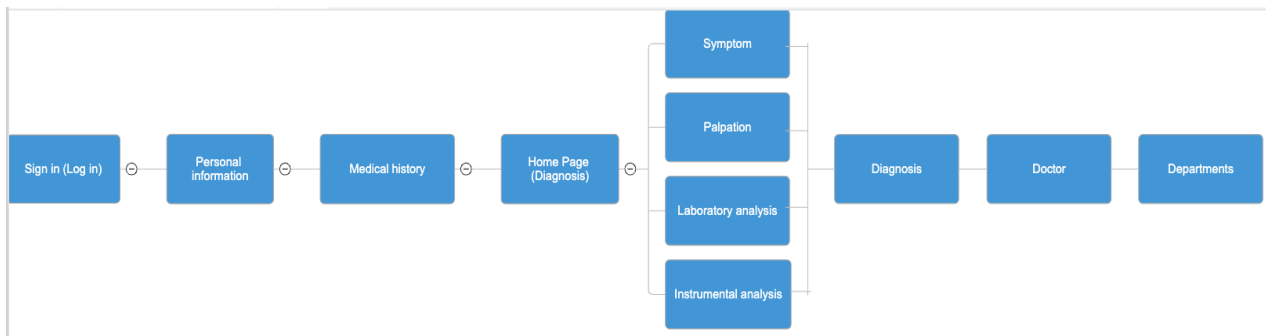 Symptom
Palpation
Sign in (Log in)
Personal
information
Medical history
Home Page
(Diagnosis)
Diagnosis
Doctor
Departments
Laboratory analysis
Instrumental analysis